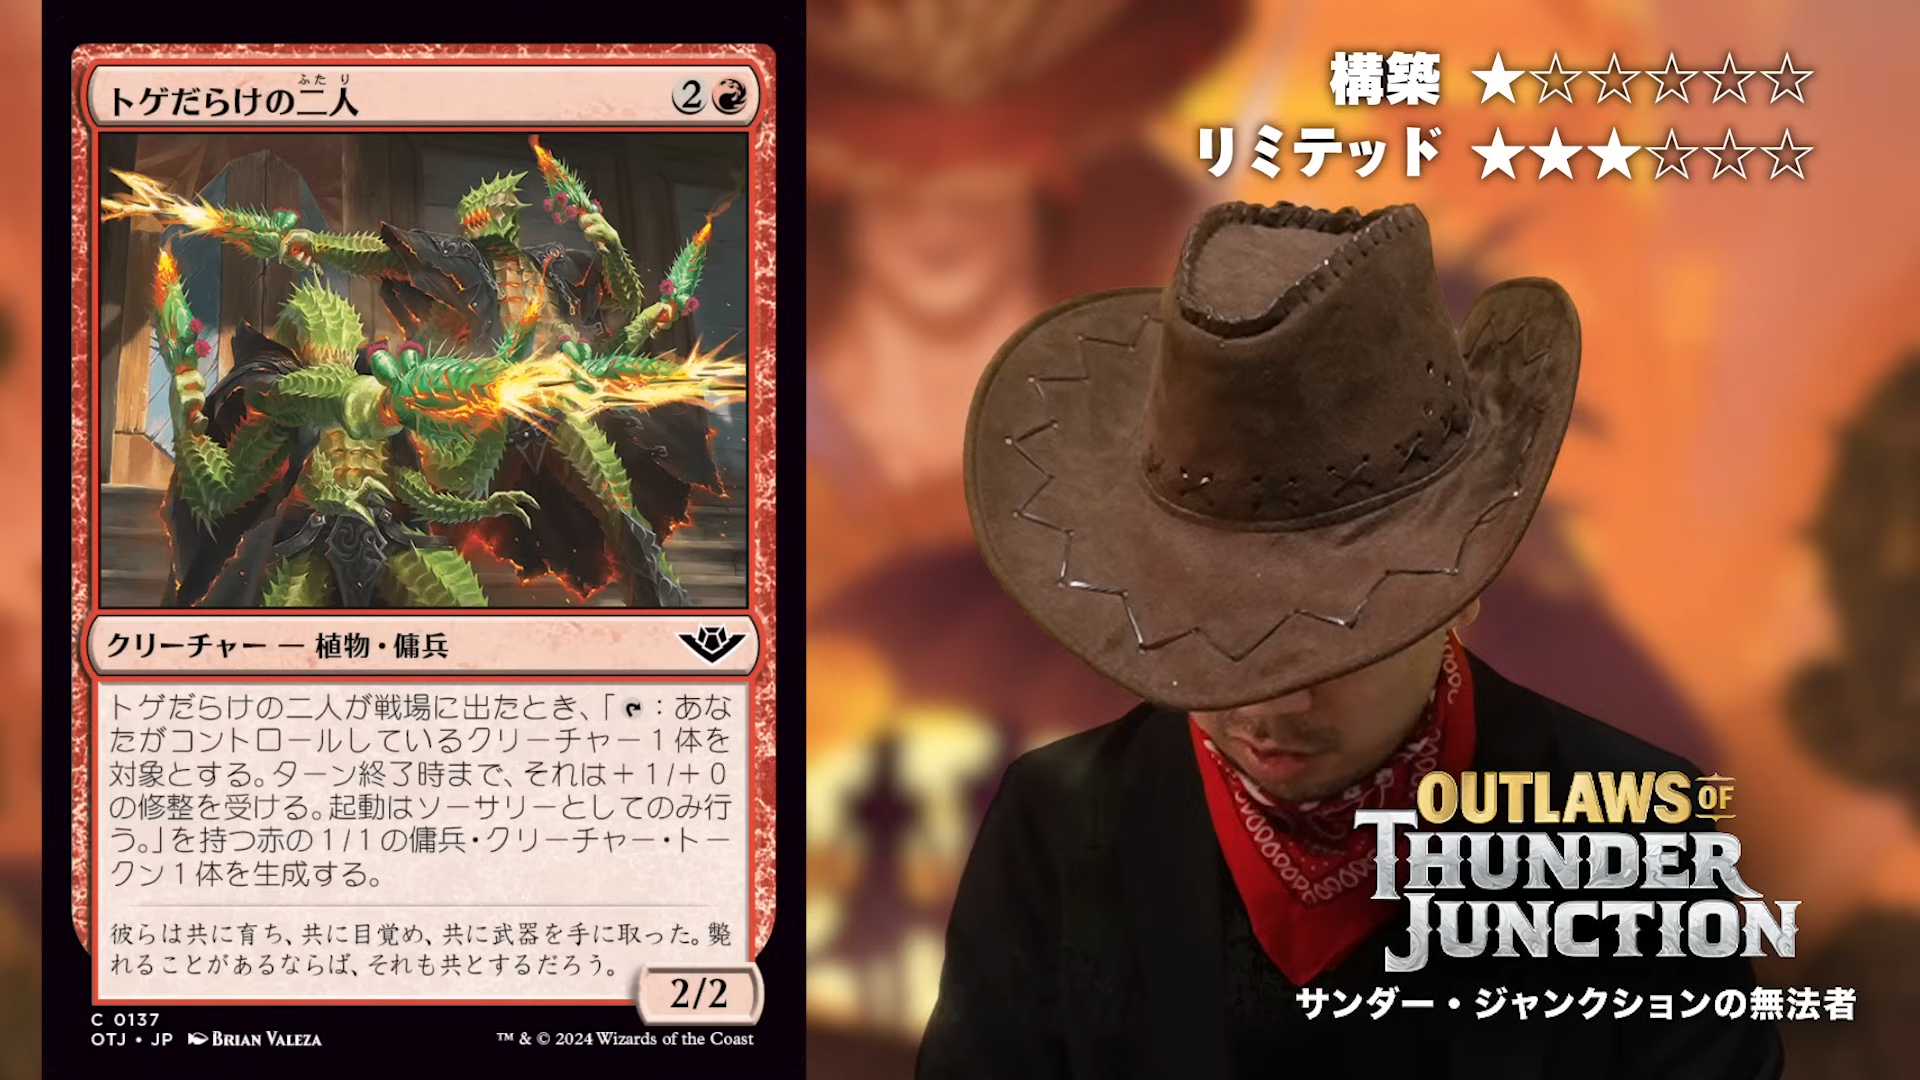 トゲだらけの二人
ふたり
2
クリーチャー — 植物・傭兵
トゲだらけの二人が戦場に出たとき、「：あな
たがコントロールしているクリーチャー１体を
対象とする。ターン終了時まで、それは＋１/＋０
の修整を受ける。起動はソーサリーとしてのみ行
う。」を持つ赤の１/１の傭兵・クリーチャー・トー
クン１体を生成する。
彼らは共に育ち、共に目覚め、共に武器を手に取った。斃
れることがあるならば、それも共とするだろう。
2/2
C 0137
OTJ • JP BRIAN VALEZA
™ & © 2024 Wizards of the Coast
構築 ★☆☆☆☆☆
リミテッド ★★★☆☆☆
OUTLAWS OF
THUNDER
JUNCTION
サンダー・ジャンクションの無法者